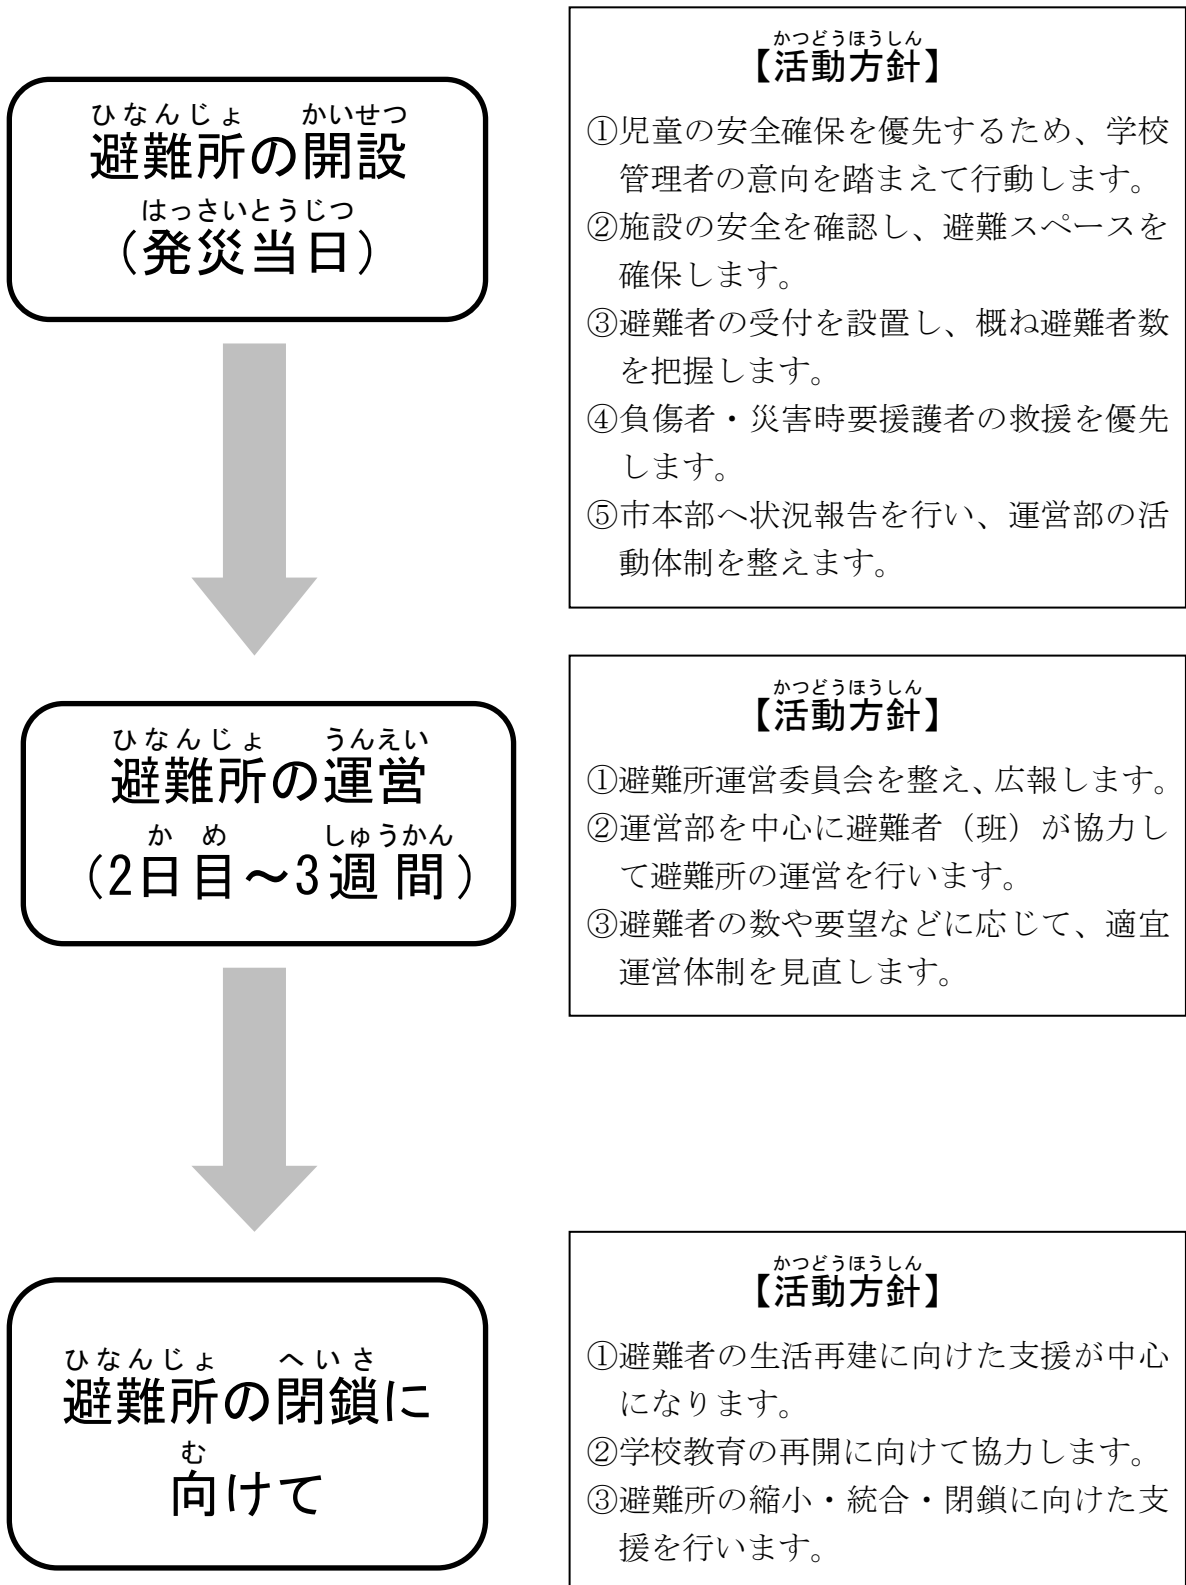 ひなんじょ かいせつ
避難所の開設
はっさいとうじつ
（発災当日）
かつどうほうしん
【活動方針】
①児童の安全確保を優先するため、学校
管理者の意向を踏まえて行動します。
②施設の安全を確認し、避難スペースを
確保します。
③避難者の受付を設置し、概ね避難者数
を把握します。
④負傷者・災害時要援護者の救援を優先
します。
⑤市本部へ状況報告を行い、運営部の活
動体制を整えます。
ひなんじょ うんえい
避難所の運営
か め しゅうかん
（2日目～3週間）
かつどうほうしん
【活動方針】
①避難所運営委員会を整え、広報します。
②運営部を中心に避難者（班）が協力し
て避難所の運営を行います。
③避難者の数や要望などに応じて、適宜
運営体制を見直します。
ひなんじょ へいさ
避難所の閉鎖に
む
向けて
かつどうほうしん
【活動方針】
①避難者の生活再建に向けた支援が中心
になります。
②学校教育の再開に向けて協力します。
③避難所の縮小・統合・閉鎖に向けた支
援を行います。